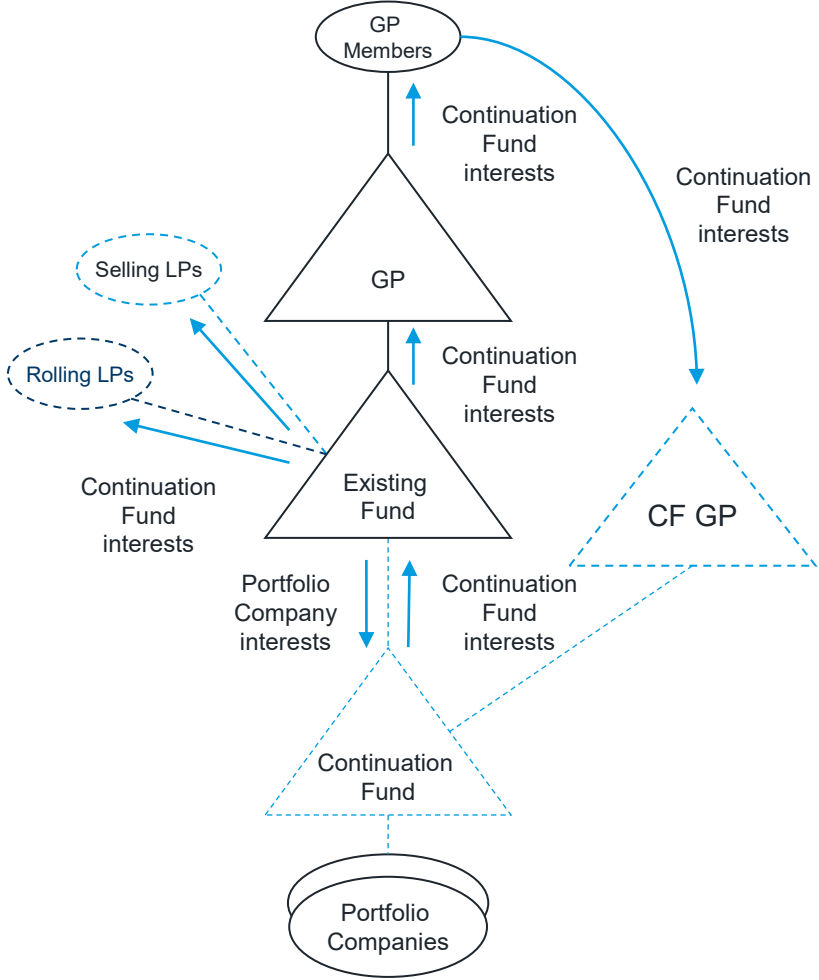 GP
Members
Continuation
Fund
interests
Continuation
Fund
interests
Selling LPs
GP
Rolling LPs
Continuation
Fund
interests
Continuation
Fund
interests
Existing
Fund
CF GP
Portfolio
Company
interests
Continuation
Fund
interests
Continuation
Fund
Portfolio
Companies